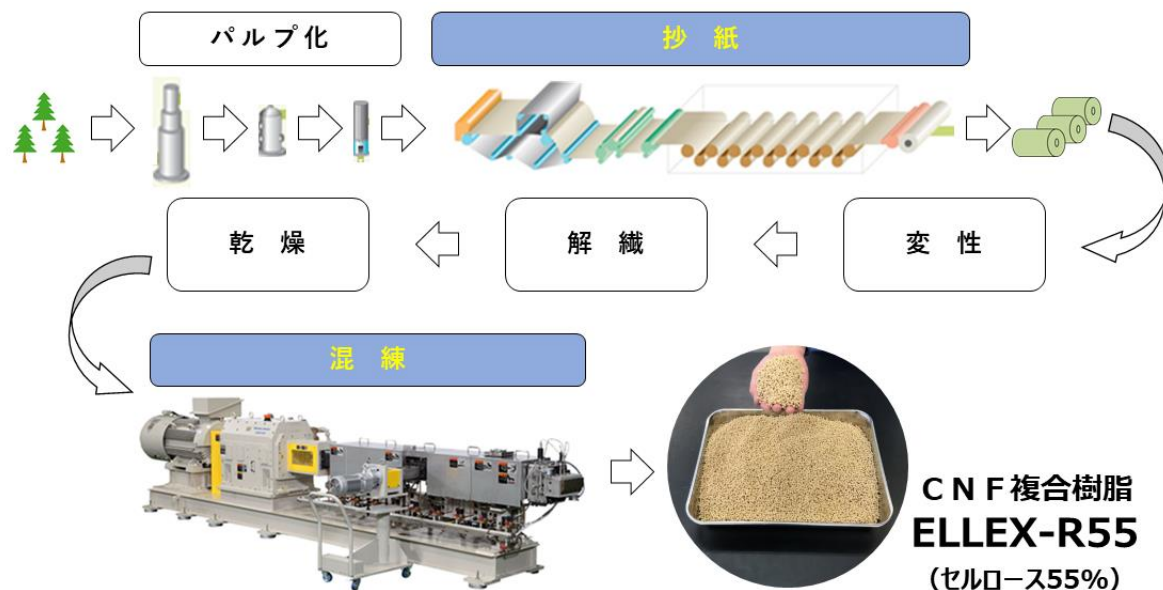 パルプ化
抄 紙
乾 燥
解 繊
変 性
混 練
CNF複合樹脂
ELLEX-R55
（セルロース55%）